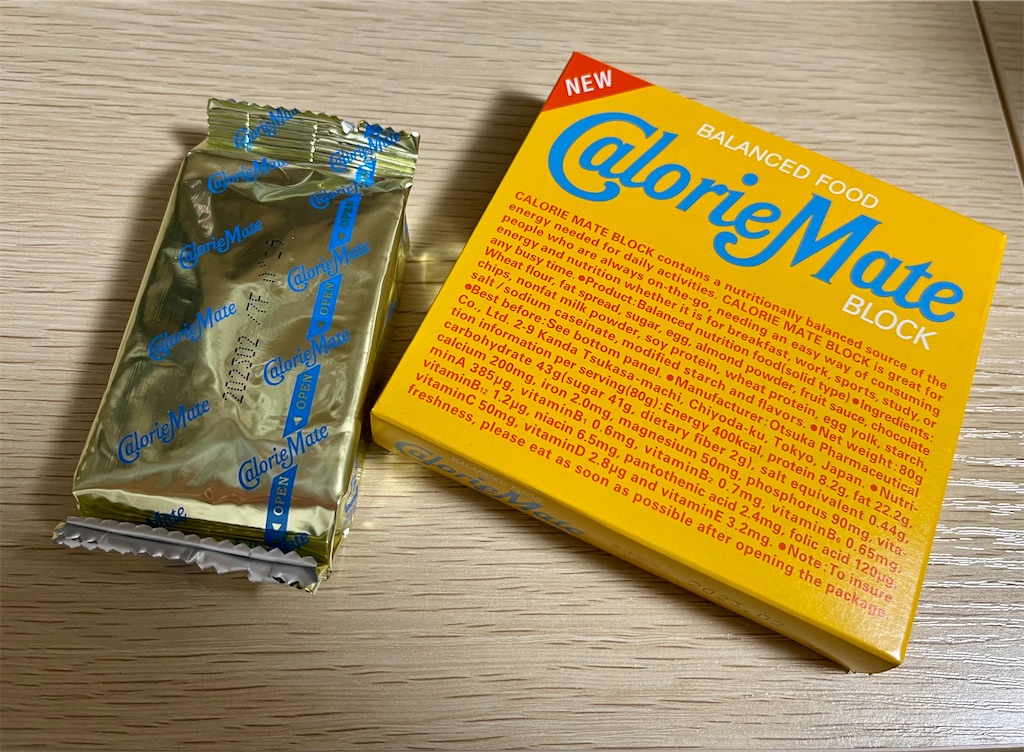 CalorieMate
CalorieMate
CalorieMate
CalorieMate
CalorieMate
CalorieMate
CalorieMate
CalorieMate
CalorieMate
CalorieMate
OPEN
OPEN
OPEN
OPEN
202302
NEW
BALANCED FOOD
CalorieMate
BLOCK
CALORIE MATE BLOCK contains a nutritionally balanced source of the
energy needed for daily activities. CALORIE MATE BLOCK is great for
people who are always on-the-go, needing an easy way of consuming
energy and nutrition whether it is for breakfast, work, sports, study, or
any busy time. ●Product:Balanced nutrition food(solid type) ●Ingredients:
Wheat flour, fat spread, sugar, egg, almond powder, fruit sauce, chocolate
chips, nonfat milk powder, soy protein, wheat protein, egg yolk, starch,
salt / sodium caseinate, modified starch and flavors. ●Net weight:80g
●Best before:See bottom panel. ●Manufacturer:Otsuka Pharmaceutical
Co., Ltd. 2-9 Kanda Tsukasa-machi, Chiyoda-ku, Tokyo, Japan. ●Nutri-
tion information per serving(80g):Energy 400kcal, protein 8.2g, fat 22.2g,
carbohydrate 43g(sugar 41g, dietary fiber 2g), salt equivalent 0.44g,
calcium 200mg, iron 2.0mg, magnesium 50mg, phosphorus 90mg, vita-
minA 385μg, vitaminB₁ 0.6mg, vitaminB₂ 0.7mg, vitaminB₆ 0.65mg,
vitaminB₁₂ 1.2μg, niacin 6.5mg, pantothenic acid 2.4mg, folic acid 120μg,
vitaminC 50mg, vitaminD 2.8μg and vitaminE 3.2mg. ●Note:To insure
freshness, please eat as soon as possible after opening the package.
CalorieMate